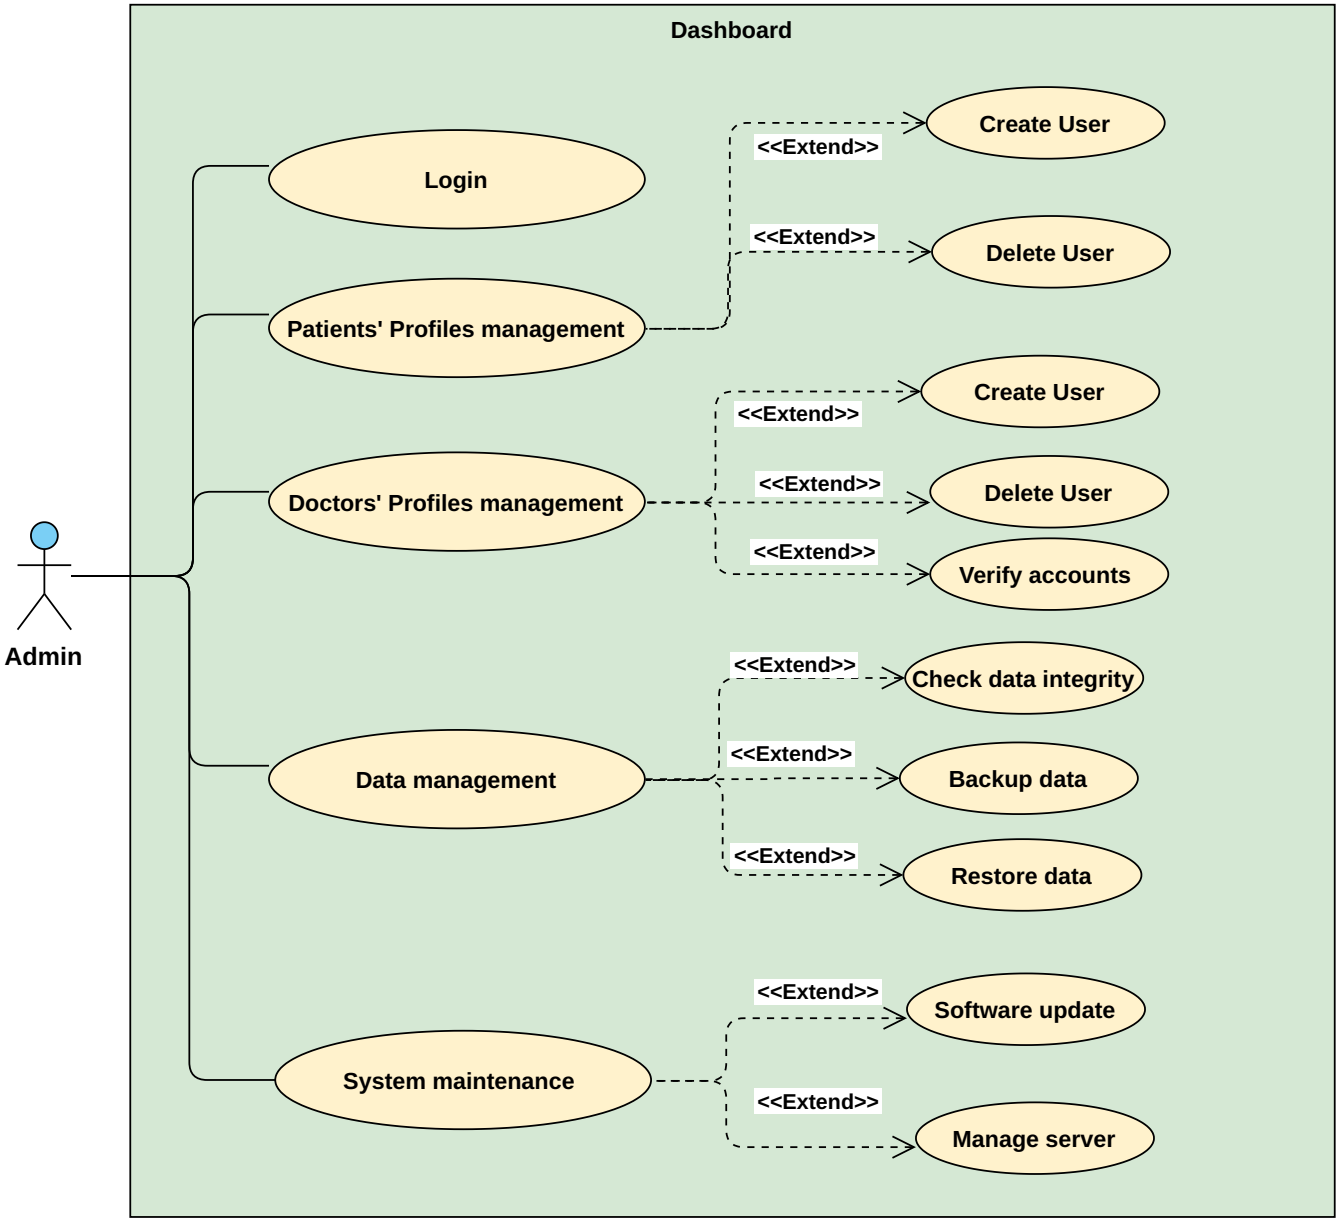 Dashboard
Create User
<<Extend>>
Login
<<Extend>>
Delete User
Patients' Profiles management
Create User
<<Extend>>
<<Extend>>
Delete User
Doctors' Profiles management
<<Extend>>
Verify accounts
Admin
<<Extend>>
Check data integrity
<<Extend>>
Data management
Backup data
<<Extend>>
Restore data
<<Extend>>
Software update
System maintenance
<<Extend>>
Manage server